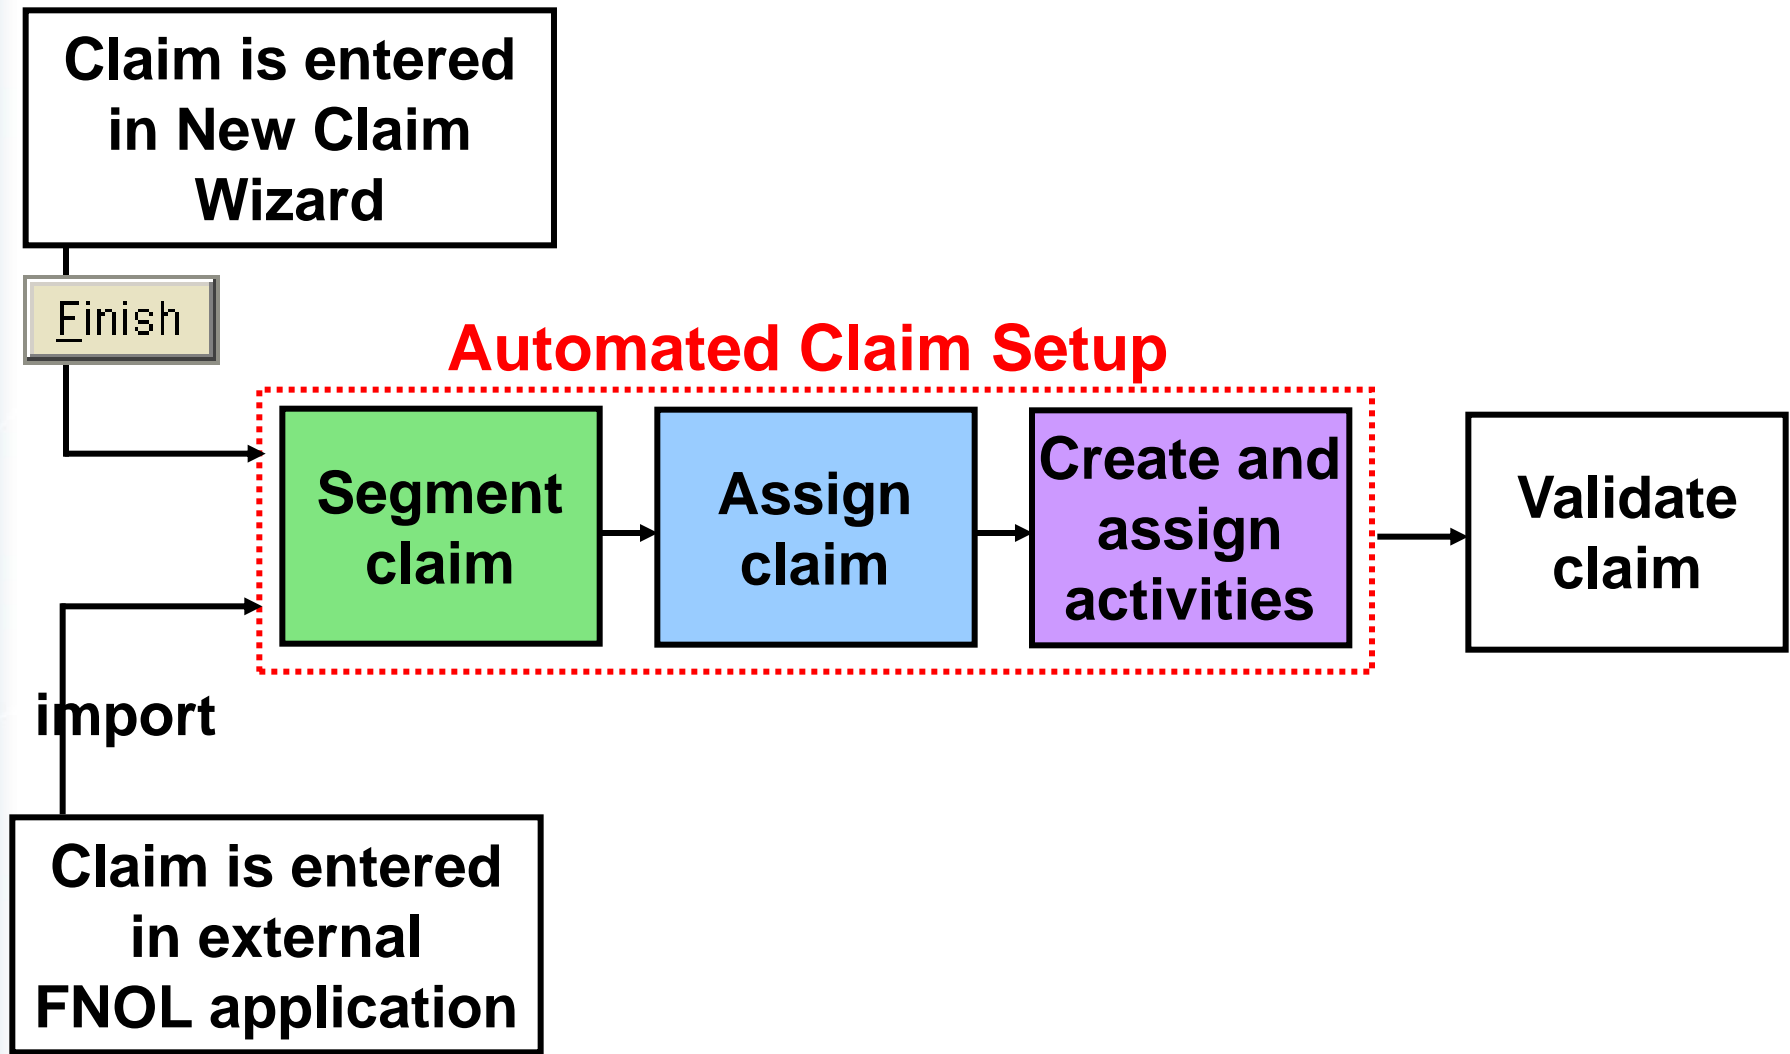 Claim is entered
in New Claim
Wizard
Finish
Automated Claim Setup
Segment
claim
Assign
claim
Create and
assign
activities
Validate
claim
import
Claim is entered
in external
FNOL application